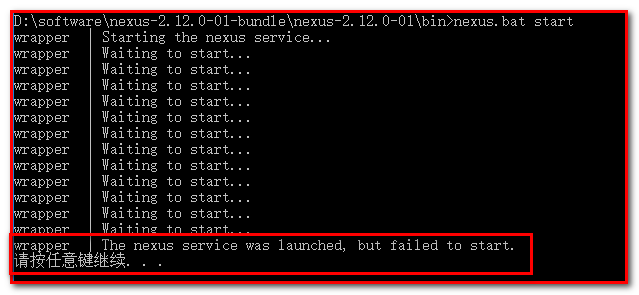 D:\software\nexus-2.12.0-01-bundle\nexus-2.12.0-01\bin>nexus.bat start
wrapper | Starting the nexus service...
wrapper | Waiting to start...
wrapper | Waiting to start...
wrapper | Waiting to start...
wrapper | Waiting to start...
wrapper | Waiting to start...
wrapper | Waiting to start...
wrapper | Waiting to start...
wrapper | Waiting to start...
wrapper | Waiting to start...
wrapper | Waiting to start...
wrapper | Waiting to start...
wrapper | Waiting to start...
wrapper | The nexus service was launched, but failed to start.
请按任意键继续. . .